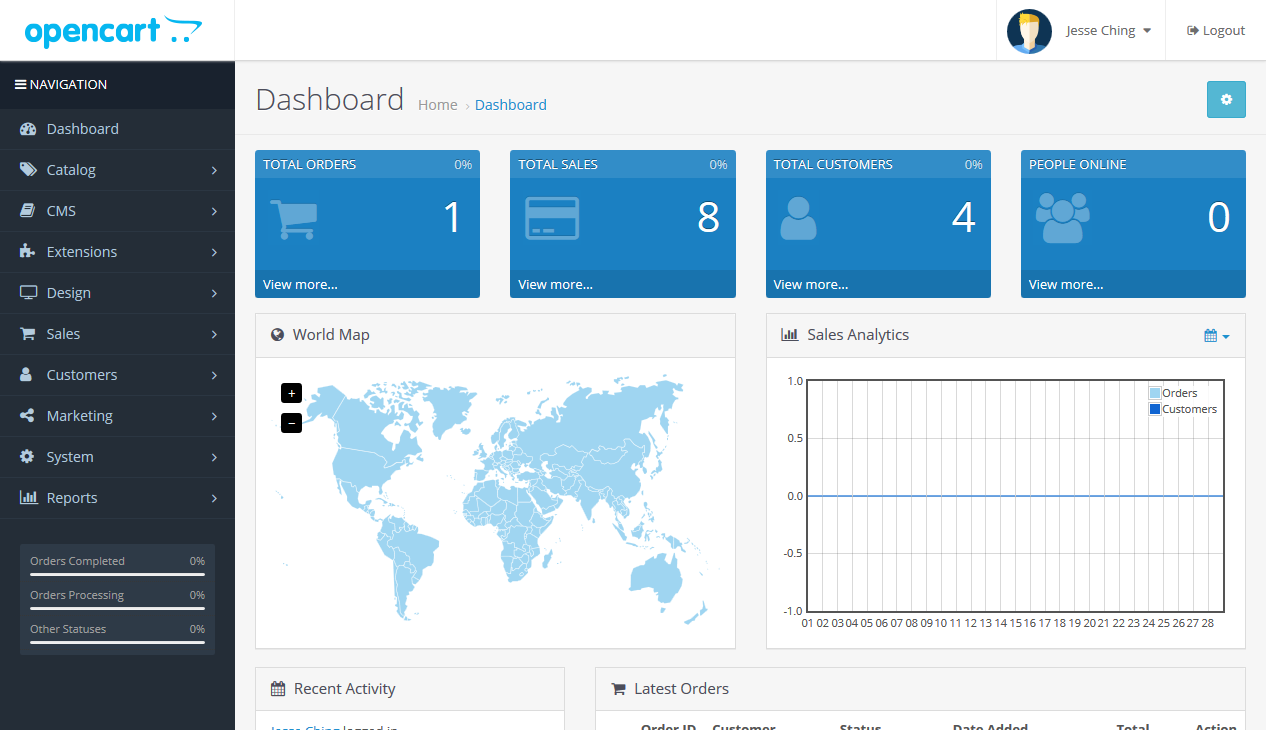 opencart
Jesse Ching
Logout
NAVIGATION
Dashboard
Catalog
CMS
Extensions
Design
Sales
Customers
Marketing
System
Reports
Orders Completed 0%
Orders Processing 0%
Other Statuses 0%
Dashboard Home › Dashboard
TOTAL ORDERS 0%
1
View more...
TOTAL SALES 0%
8
View more...
TOTAL CUSTOMERS 0%
4
View more...
PEOPLE ONLINE
0
View more...
World Map
+
−
Sales Analytics
Orders
Customers
1.0
0.5
0.0
-0.5
-1.0
01 02 03 04 05 06 07 08 09 10 11 12 13 14 15 16 17 18 19 20 21 22 23 24 25 26 27 28
Recent Activity
Jesse Ching logged in
Latest Orders
Order ID Customer Status Date Added Total Action